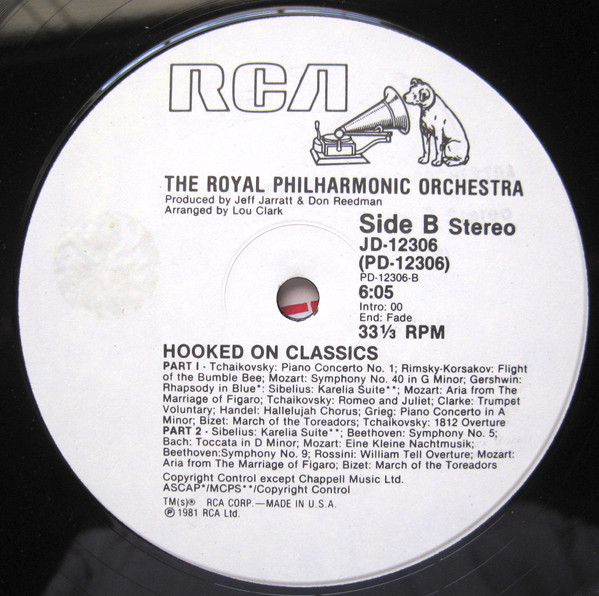 RCA
THE ROYAL PHILHARMONIC ORCHESTRA
Produced by Jeff Jarratt & Don Reedman
Arranged by Lou Clark
Side B Stereo
JD-12306
(PD-12306)
PD-12306-B
6:05
Intro: 00
End: Fade
33⅓ RPM
HOOKED ON CLASSICS
PART I - Tchaikovsky: Piano Concerto No. 1; Rimsky-Korsakov: Flight
of the Bumble Bee; Mozart: Symphony No. 40 in G Minor; Gershwin:
Rhapsody in Blue*: Sibelius: Karelia Suite**; Mozart: Aria from The
Marriage of Figaro; Tchaikovsky: Romeo and Juliet; Clarke: Trumpet
Voluntary; Handel: Hallelujah Chorus; Grieg: Piano Concerto in A
Minor; Bizet: March of the Toreadors; Tchaikovsky: 1812 Overture
PART 2 - Sibelius: Karelia Suite**; Beethoven: Symphony No. 5;
Bach: Toccata in D Minor; Mozart: Eine Kleine Nachtmusik;
Beethoven:Symphony No. 9; Rossini: William Tell Overture; Mozart:
Aria from The Marriage of Figaro; Bizet: March of the Toreadors
Copyright Control except Chappell Music Ltd.
ASCAP*/MCPS**/Copyright Control
TM(s)® RCA CORP.—MADE IN U.S.A.
℗ 1981 RCA Ltd.